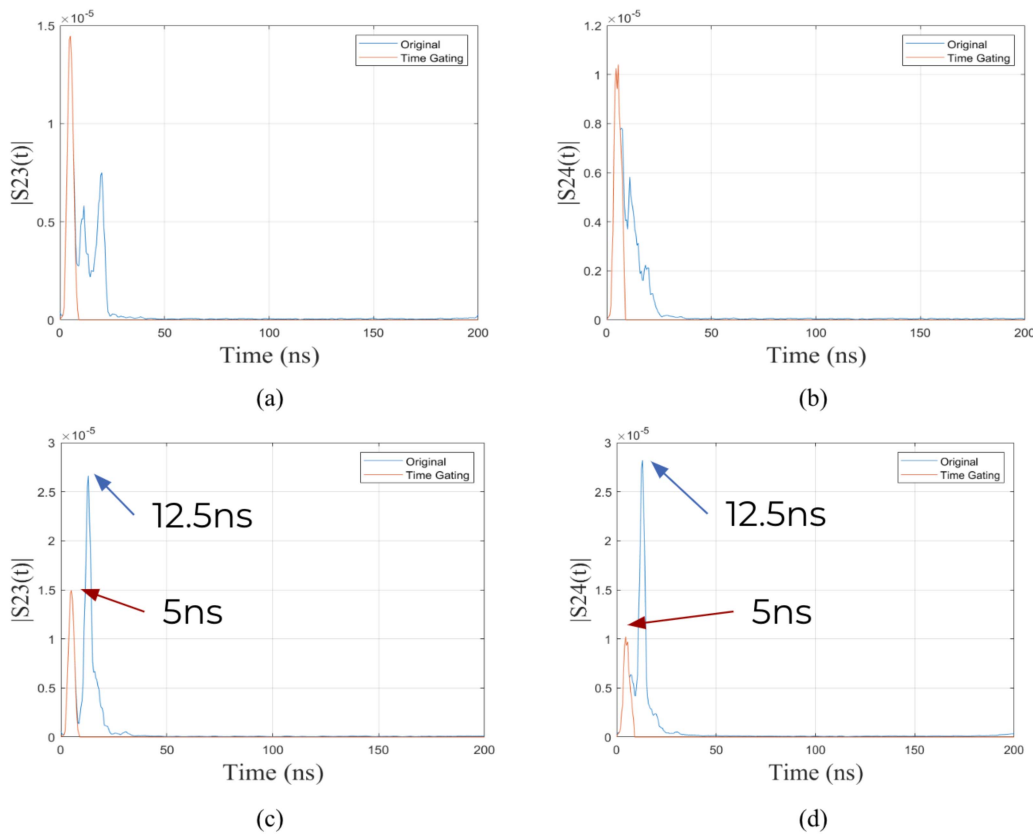 ×10^-5
1.5
1
0.5
0
0 50 100 150 200
|S23(t)|
Time (ns)
Original
Time Gating
(a)
×10^-5
1.2
1
0.8
0.6
0.4
0.2
0
0 50 100 150 200
|S24(t)|
Time (ns)
Original
Time Gating
(b)
×10^-5
3
2.5
2
1.5
1
0.5
0
0 50 100 150 200
|S23(t)|
Time (ns)
Original
Time Gating
12.5ns
5ns
(c)
×10^-5
3
2.5
2
1.5
1
0.5
0
0 50 100 150 200
|S24(t)|
Time (ns)
Original
Time Gating
12.5ns
5ns
(d)